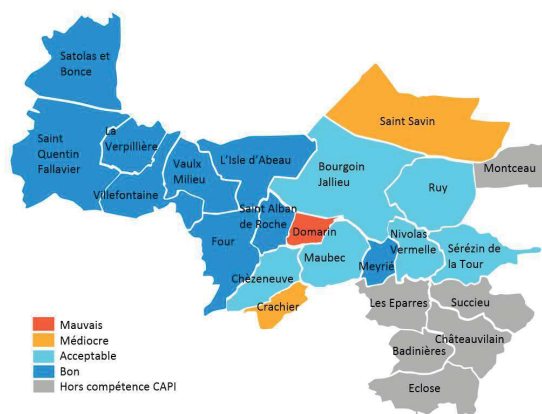 Satolas et
Bonce
Saint
Quentin
Fallavier
La
Verpillière
Villefontaine
Vaulx
Milieu
L'Isle d'Abeau
Saint Alban
de Roche
Four
Bourgoin
Jallieu
Saint Savin
Montceau
Ruy
Domarin
Nivolas
Vermelle
Sérézin de
la Tour
Maubec
Meyrié
Chèzeneuve
Crachier
Les Eparres
Succieu
Châteauvilain
Badinières
Eclose
Mauvais
Médiocre
Acceptable
Bon
Hors compétence CAPI